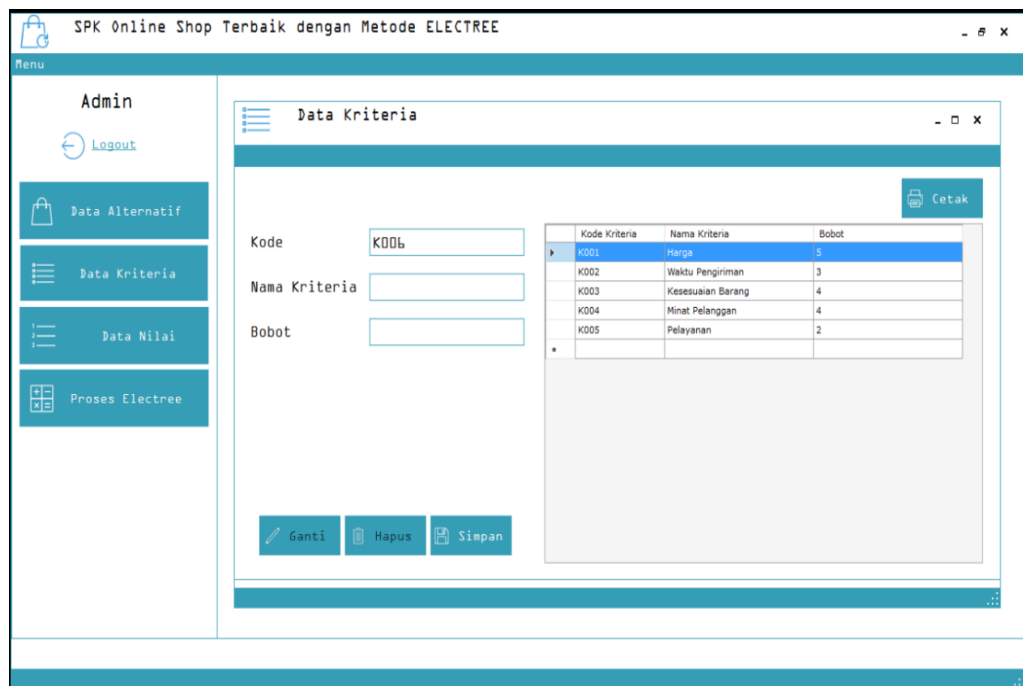 SPK Online Shop Terbaik dengan Metode ELECTREE
Menu
Admin
Logout
Data Alternatif
Data Kriteria
Data Nilai
Proses Electree
Data Kriteria
Cetak
Kode K006
Nama Kriteria
Bobot
Kode Kriteria Nama Kriteria Bobot
K001 Harga 5
K002 Waktu Pengiriman 3
K003 Kesesuaian Barang 4
K004 Minat Pelanggan 4
K005 Pelayanan 2
Ganti Hapus Simpan